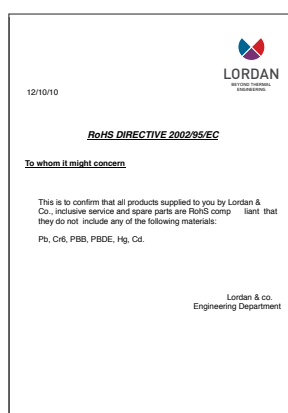 LORDAN
BEYOND THERMAL
ENGINEERING
12/10/10
RoHS DIRECTIVE 2002/95/EC
To whom it might concern
This is to confirm that all products supplied to you by Lordan &
Co., inclusive service and spare parts are RohS comp liant that
they do not include any of the following materials:
Pb, Cr6, PBB, PBDE, Hg, Cd.
Lordan & co.
Engineering Department